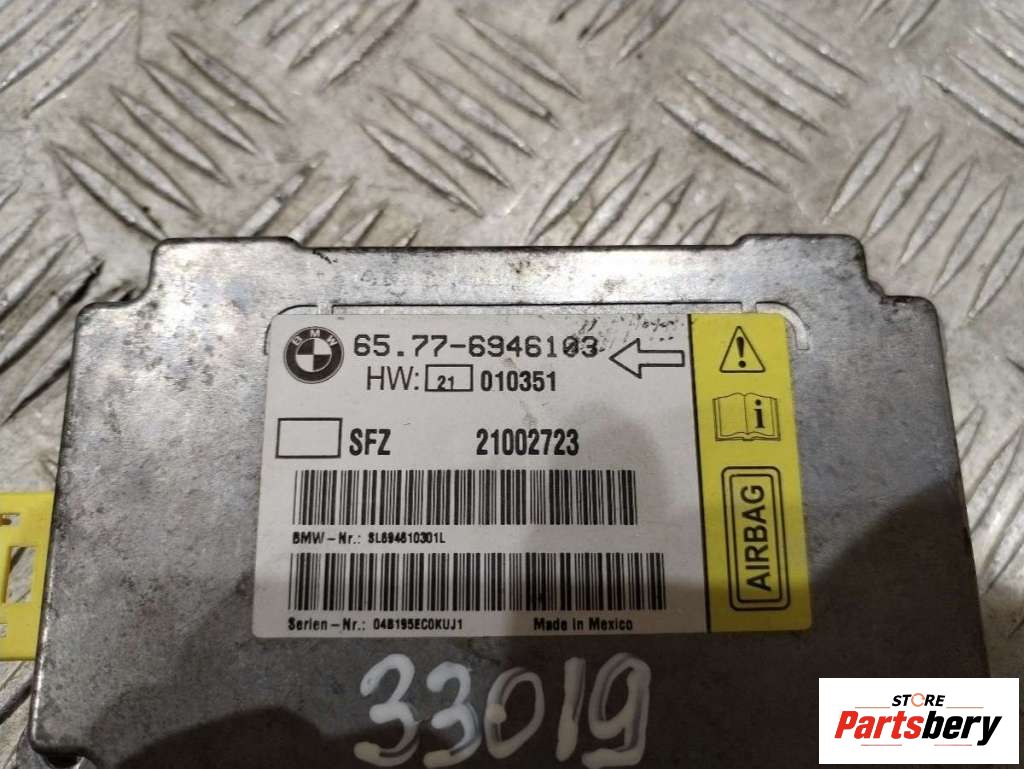 BMW
65.77-6946103
HW: 21 010351
SFZ 21002723
BMW-Nr.: SL694610301L
Serien-Nr.: 04B195EC0KUJ1 Made in Mexico
i
AIRBAG
33019
STORE
Partsbery